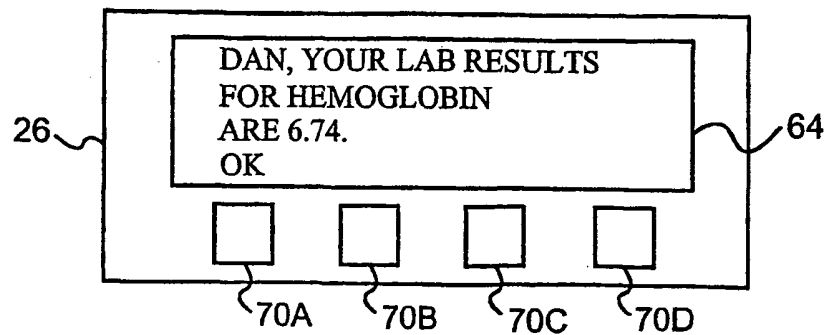 DAN, YOUR LAB RESULTS
FOR HEMOGLOBIN
ARE 6.74.
OK
26
64
70A 70B 70C 70D